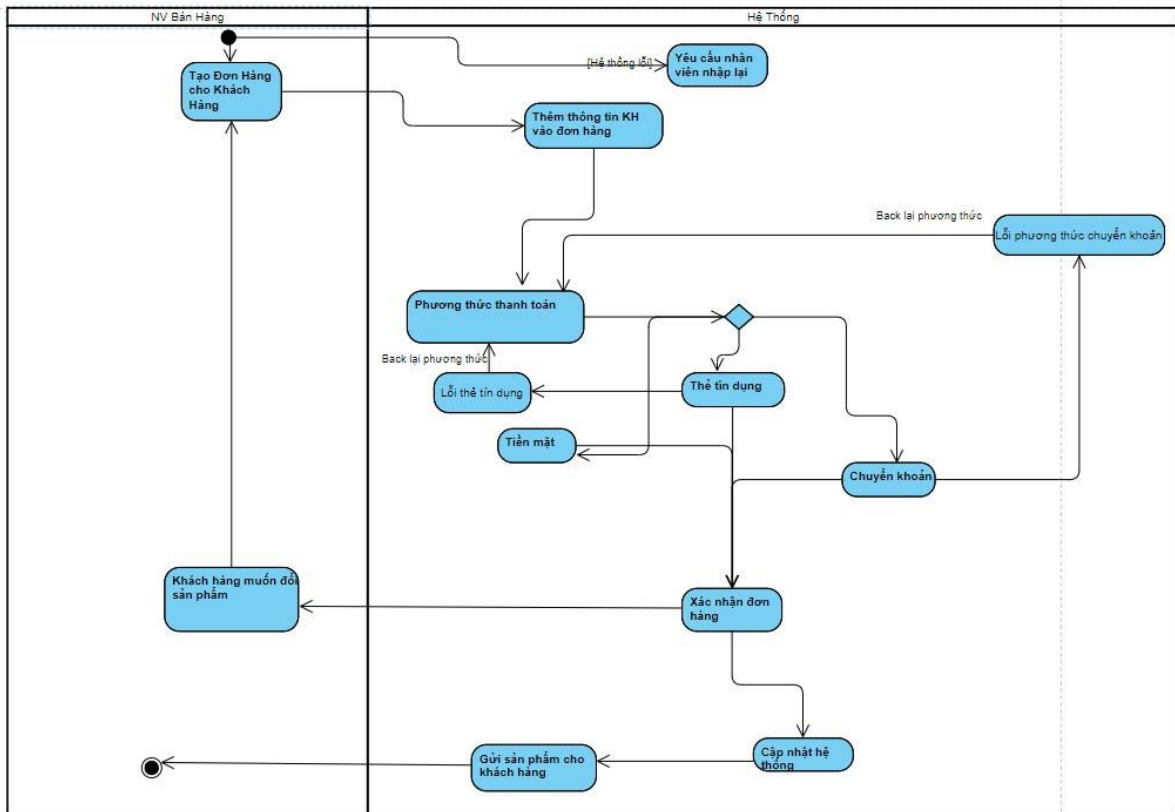 NV Bán Hàng
Hệ Thống
[Hệ thống lỗi]
Yêu cầu nhân
viên nhập lại
Tạo Đơn Hàng
cho Khách
Hàng
Thêm thông tin KH
vào đơn hàng
Back lại phương thức
Lỗi phương thức chuyển khoản
Phương thức thanh toán
Back lại phương thức
Lỗi thẻ tín dụng
Thẻ tín dụng
Tiền mặt
Chuyển khoản
Khách hàng muốn đổi
sản phẩm
Xác nhận đơn
hàng
Cập nhật hệ
thống
Gửi sản phẩm cho
khách hàng